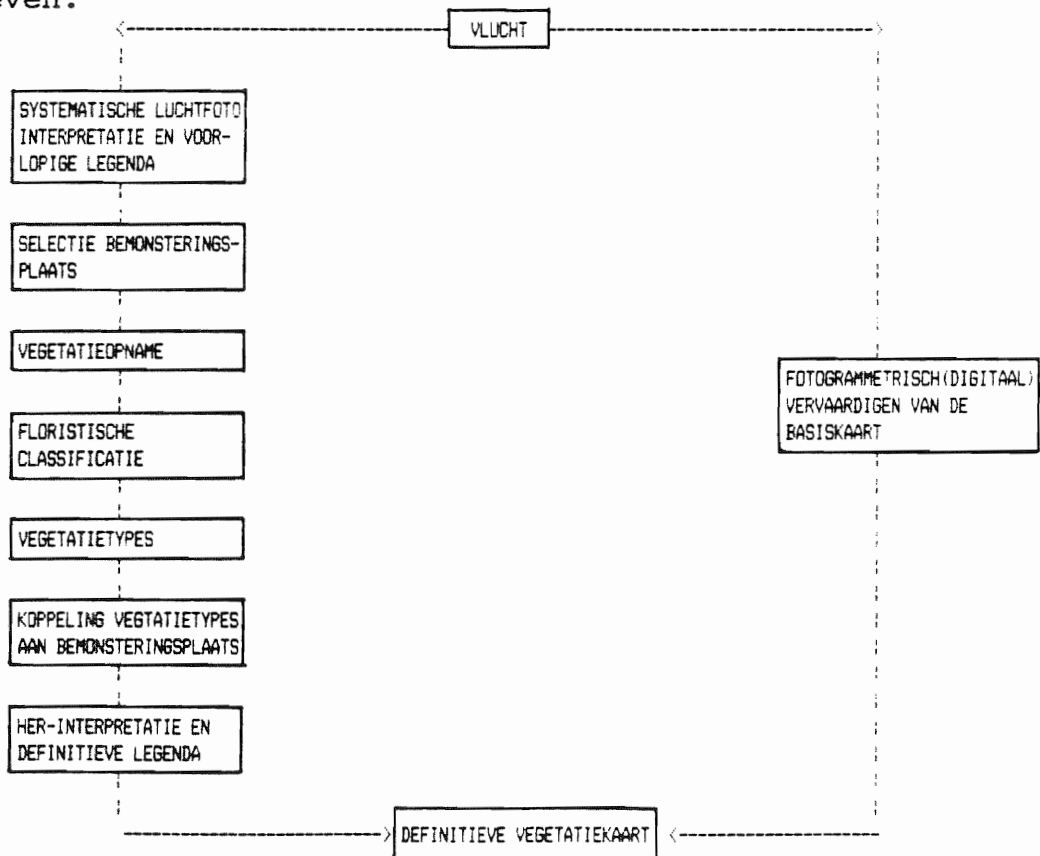 even.
VLUCHT
SYSTEMATISCHE LUCHTFOTO
INTERPRETATIE EN VOOR-
LOPIGE LEGENDA
SELECTIE BEMONSTERINGS-
PLAATS
VEGETATIEOPNAME
FLORISTISCHE
CLASSIFICATIE
VEGETATIETYPES
KOPPELING VEGTATIETYPES
AAN BEMONSTERINGSPLAATS
HER-INTERPRETATIE EN
DEFINITIEVE LEGENDA
FOTOGRAMMETRISCH(DIGITAAL)
VERVAARDIGEN VAN DE
BASISKAART
DEFINITIEVE VEGETATIEKAART